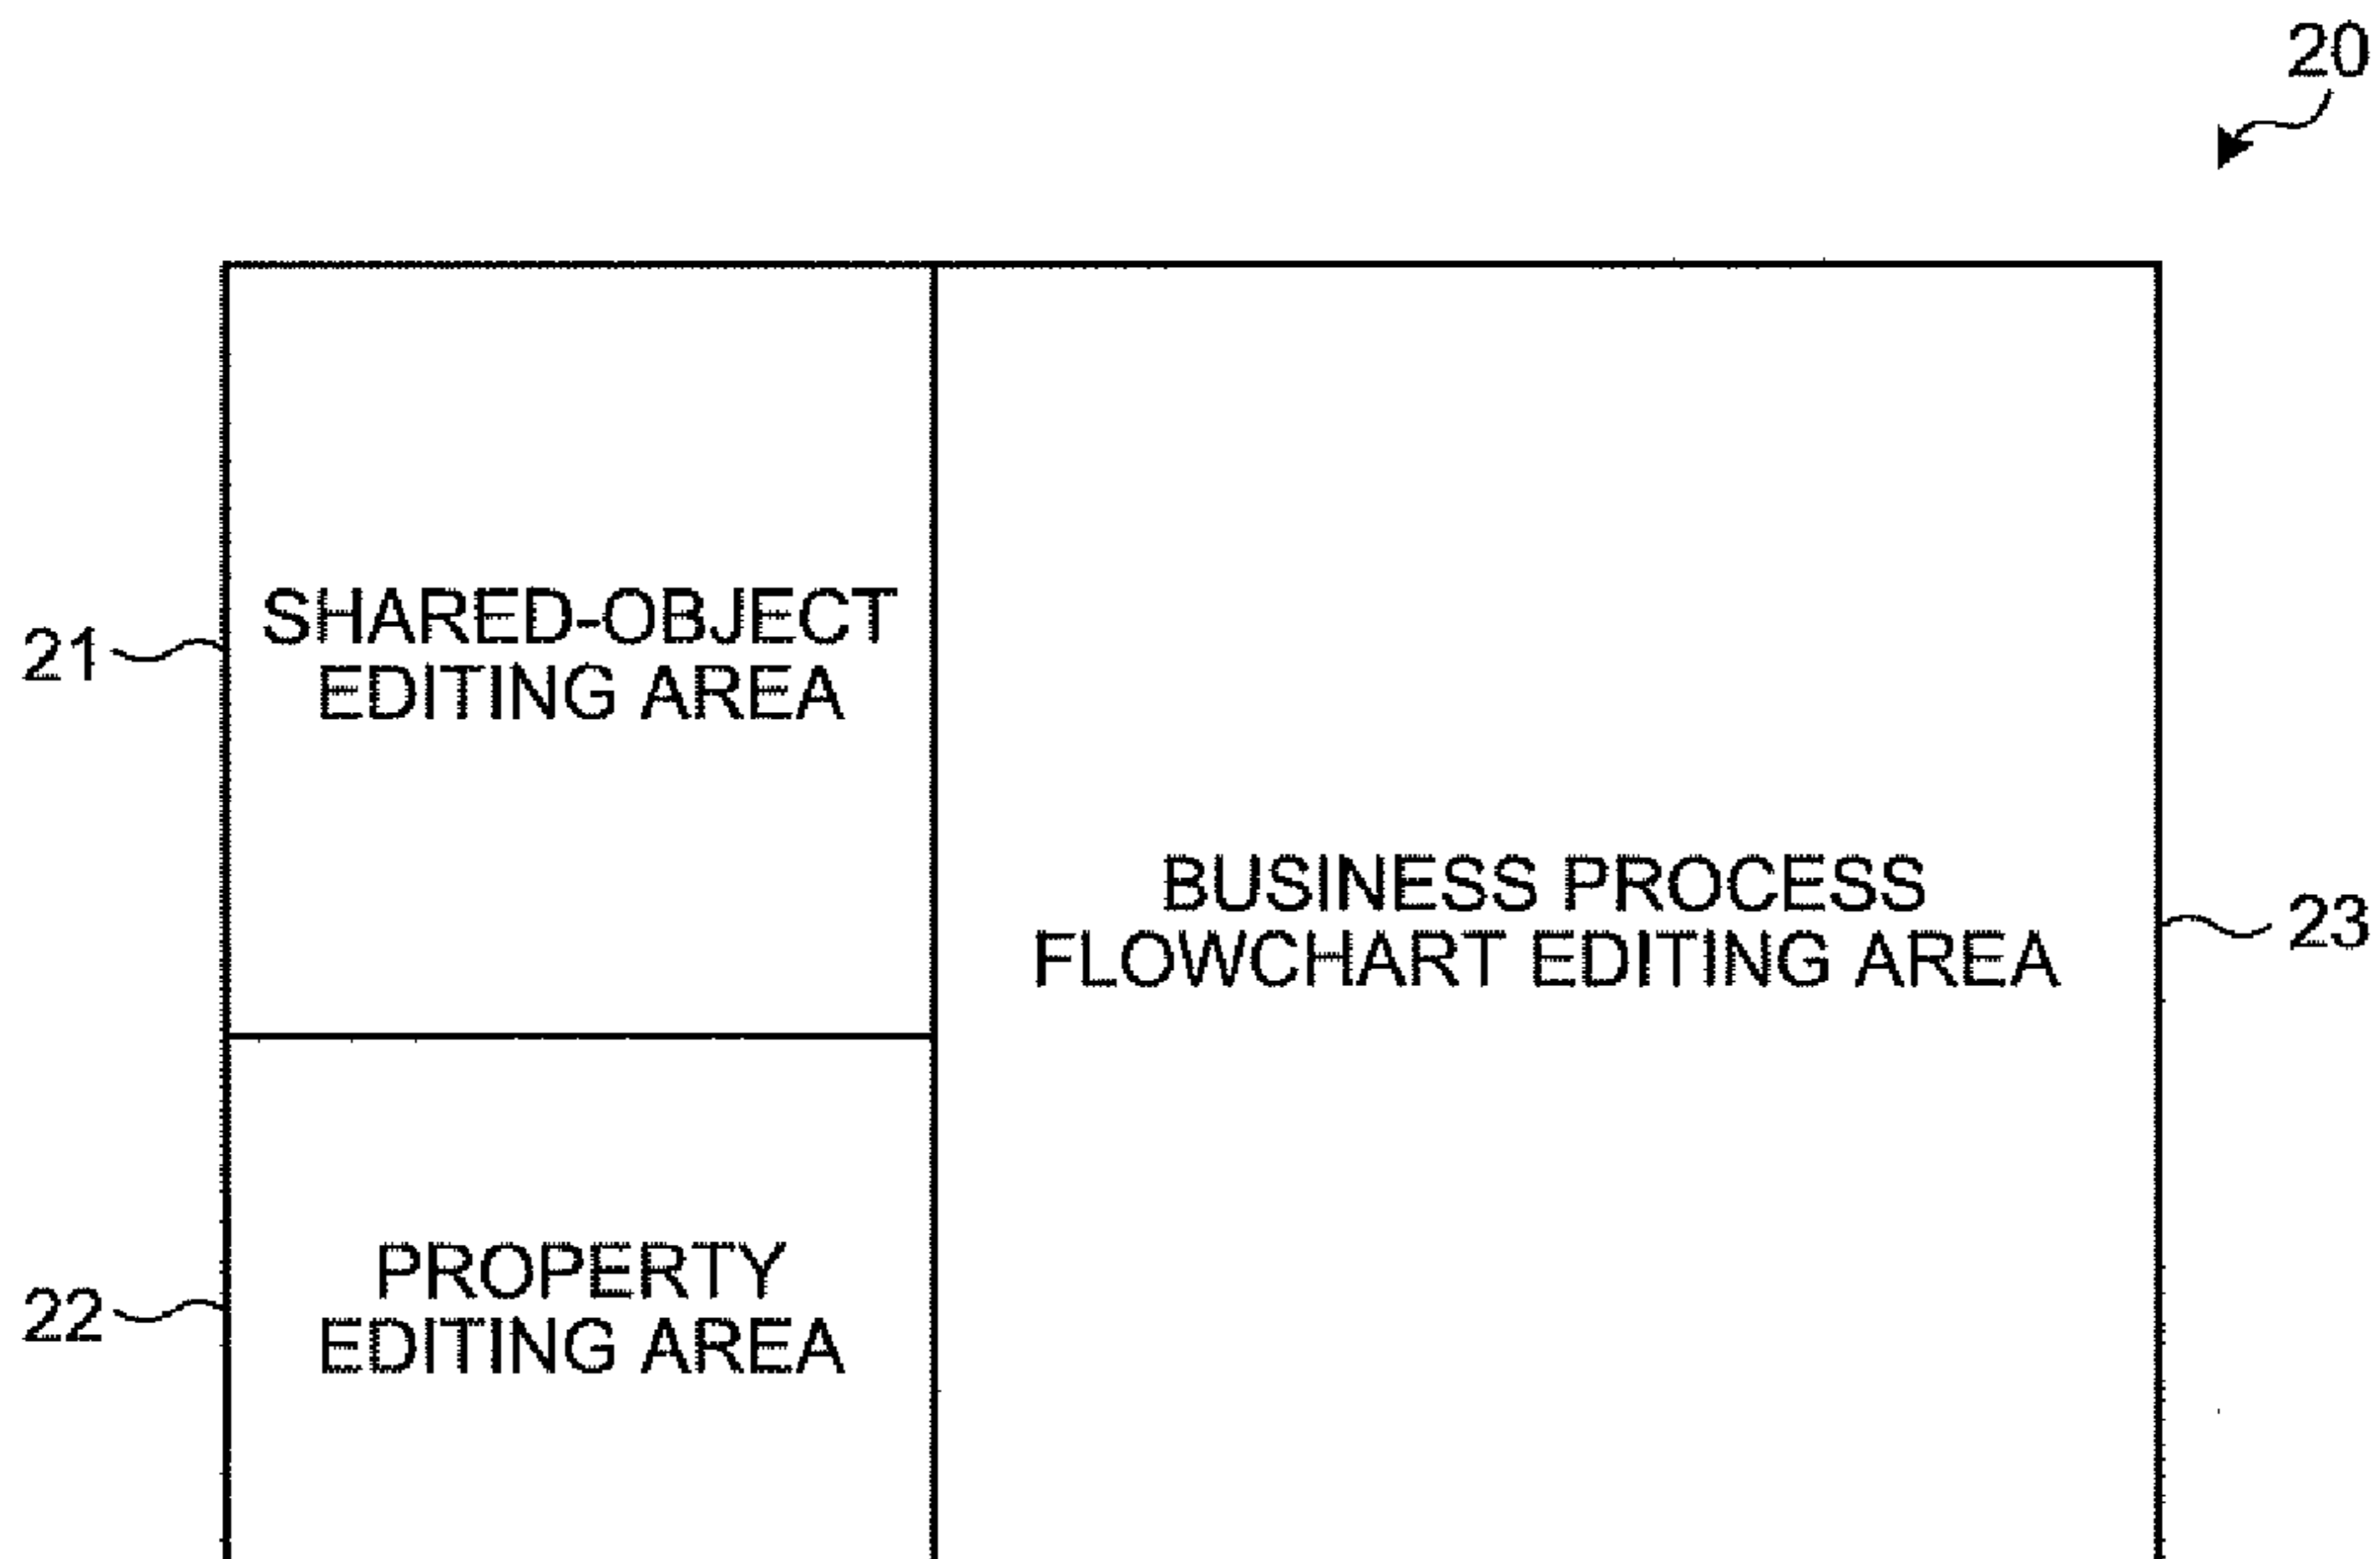 20
21
SHARED-OBJECT
EDITING AREA
BUSINESS PROCESS
FLOWCHART EDITING AREA
23
22
PROPERTY
EDITING AREA